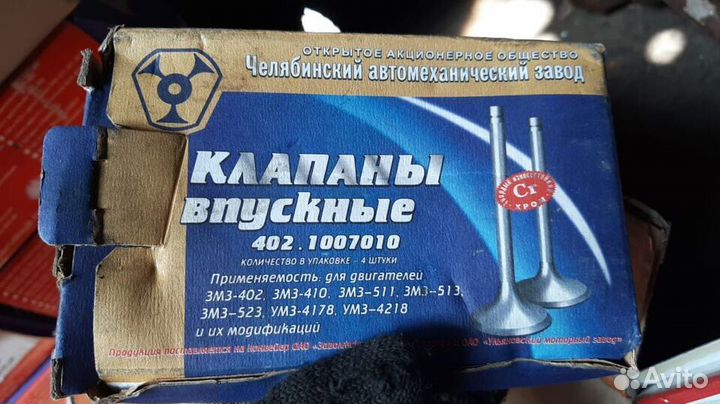 ОТКРЫТОЕ АКЦИОНЕРНОЕ ОБЩЕСТВО
Челябинский автомеханический завод
КЛАПАНЫ
впускные
402.1007010
КОЛИЧЕСТВО В УПАКОВКЕ - 4 ШТУКИ
Применяемость: для двигателей
ЗМЗ-402, ЗМЗ-410, ЗМЗ-511, ЗМЗ-513,
ЗМЗ-523, УМЗ-4178, УМЗ-4218
и их модификаций
Продукция поставляется на конвейер ОАО и ОАО «Ульяновский моторный завод»
Cr
ХРОМ
Avito